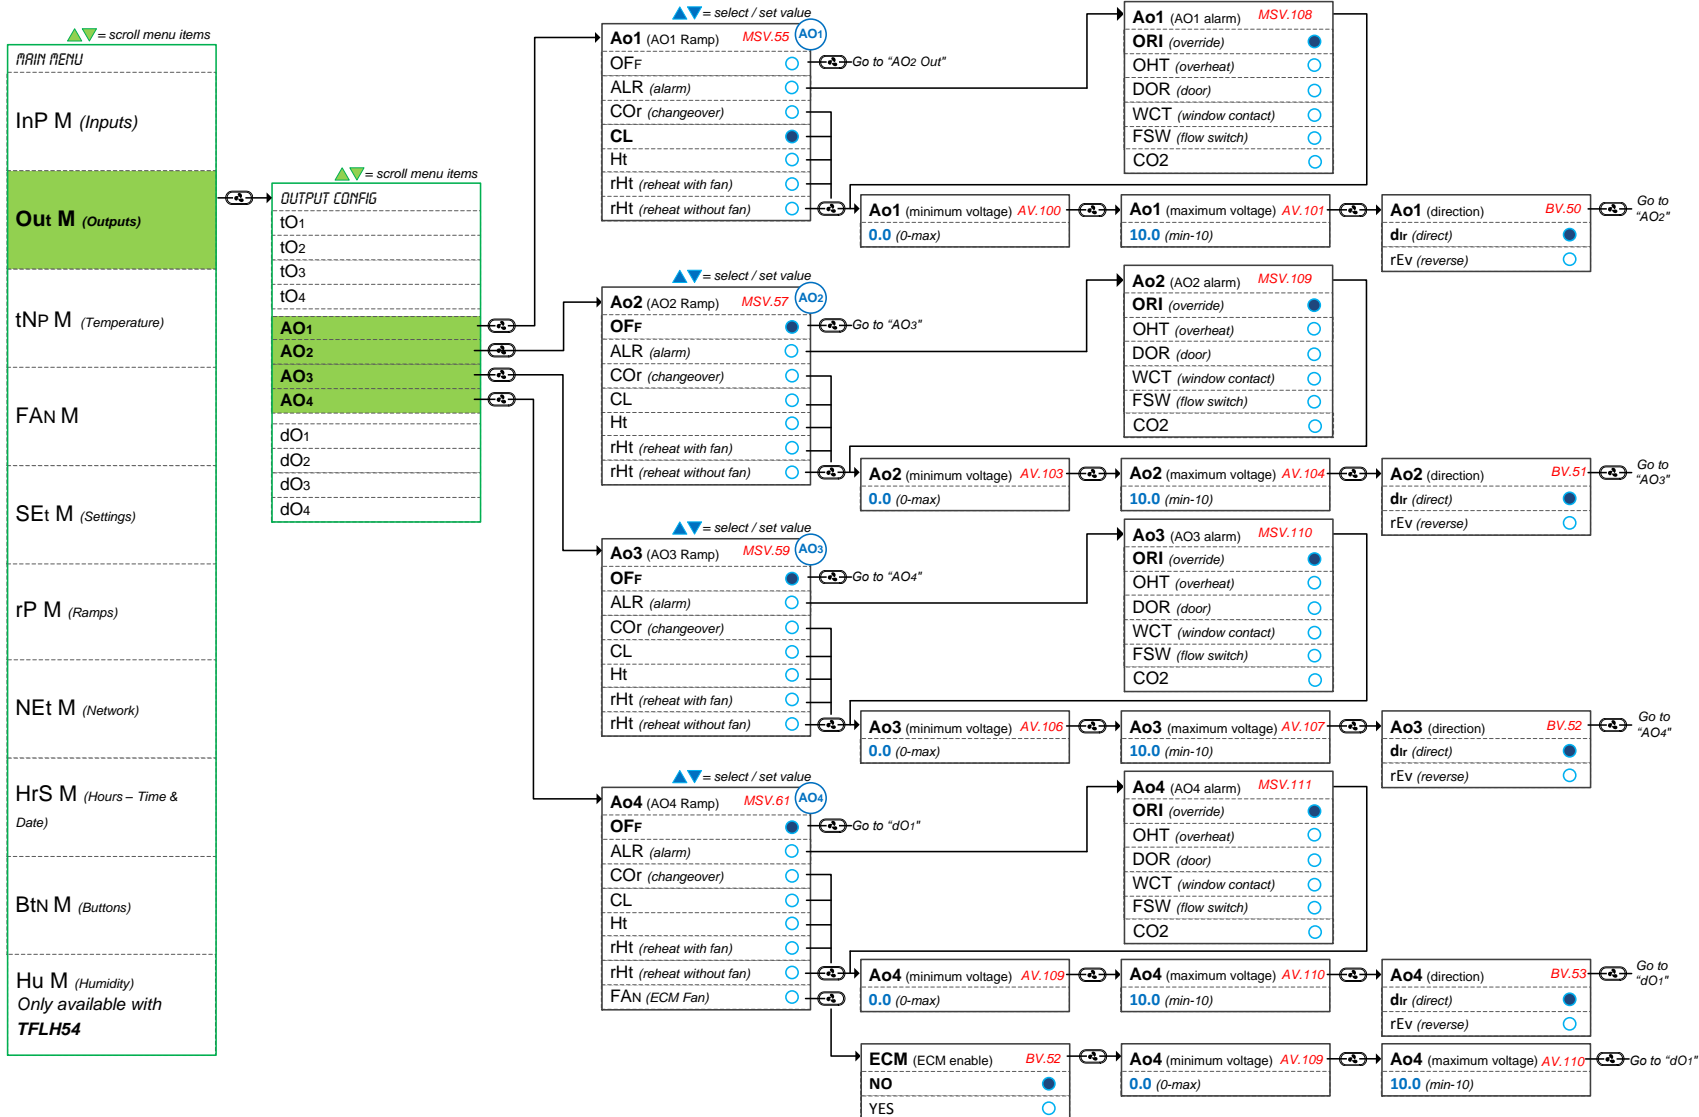 = scroll menu items
MAIN MENU
InP M (Inputs)
Out M (Outputs)
tNP M (Temperature)
FAN M
SEt M (Settings)
rP M (Ramps)
NEt M (Network)
HrS M (Hours – Time &
Date)
BtN M (Buttons)
Hu M (Humidity)
Only available with
TFLH54
= scroll menu items
OUTPUT CONFIG
tO1
tO2
tO3
tO4
AO1
AO2
AO3
AO4
dO1
dO2
dO3
dO4
= select / set value
Ao1 (AO1 Ramp) MSV.55 AO1
OFF
Go to "AO2 Out"
ALR (alarm)
COr (changeover)
CL
Ht
rHt (reheat with fan)
rHt (reheat without fan)
Ao1 (AO1 alarm) MSV.108
ORI (override)
OHT (overheat)
DOR (door)
WCT (window contact)
FSW (flow switch)
CO2
Ao1 (minimum voltage) AV.100
0.0 (0-max)
Ao1 (maximum voltage) AV.101
10.0 (min-10)
Ao1 (direction) BV.50
dIr (direct)
rEv (reverse)
Go to
"AO2"
= select / set value
Ao2 (AO2 Ramp) MSV.57 AO2
OFF
Go to "AO3"
ALR (alarm)
COr (changeover)
CL
Ht
rHt (reheat with fan)
rHt (reheat without fan)
Ao2 (AO2 alarm) MSV.109
ORI (override)
OHT (overheat)
DOR (door)
WCT (window contact)
FSW (flow switch)
CO2
Ao2 (minimum voltage) AV.103
0.0 (0-max)
Ao2 (maximum voltage) AV.104
10.0 (min-10)
Ao2 (direction) BV.51
dIr (direct)
rEv (reverse)
Go to
"AO3"
= select / set value
Ao3 (AO3 Ramp) MSV.59 AO3
OFF
Go to "AO4"
ALR (alarm)
COr (changeover)
CL
Ht
rHt (reheat with fan)
rHt (reheat without fan)
Ao3 (AO3 alarm) MSV.110
ORI (override)
OHT (overheat)
DOR (door)
WCT (window contact)
FSW (flow switch)
CO2
Ao3 (minimum voltage) AV.106
0.0 (0-max)
Ao3 (maximum voltage) AV.107
10.0 (min-10)
Ao3 (direction) BV.52
dIr (direct)
rEv (reverse)
Go to
"AO4"
= select / set value
Ao4 (AO4 Ramp) MSV.61 AO4
OFF
Go to "dO1"
ALR (alarm)
COr (changeover)
CL
Ht
rHt (reheat with fan)
rHt (reheat without fan)
FAN (ECM Fan)
Ao4 (AO4 alarm) MSV.111
ORI (override)
OHT (overheat)
DOR (door)
WCT (window contact)
FSW (flow switch)
CO2
Ao4 (minimum voltage) AV.109
0.0 (0-max)
Ao4 (maximum voltage) AV.110
10.0 (min-10)
Ao4 (direction) BV.53
dIr (direct)
rEv (reverse)
Go to
"dO1"
ECM (ECM enable) BV.52
NO
YES
Ao4 (minimum voltage) AV.109
0.0 (0-max)
Ao4 (maximum voltage) AV.110
10.0 (min-10)
Go to "dO1"